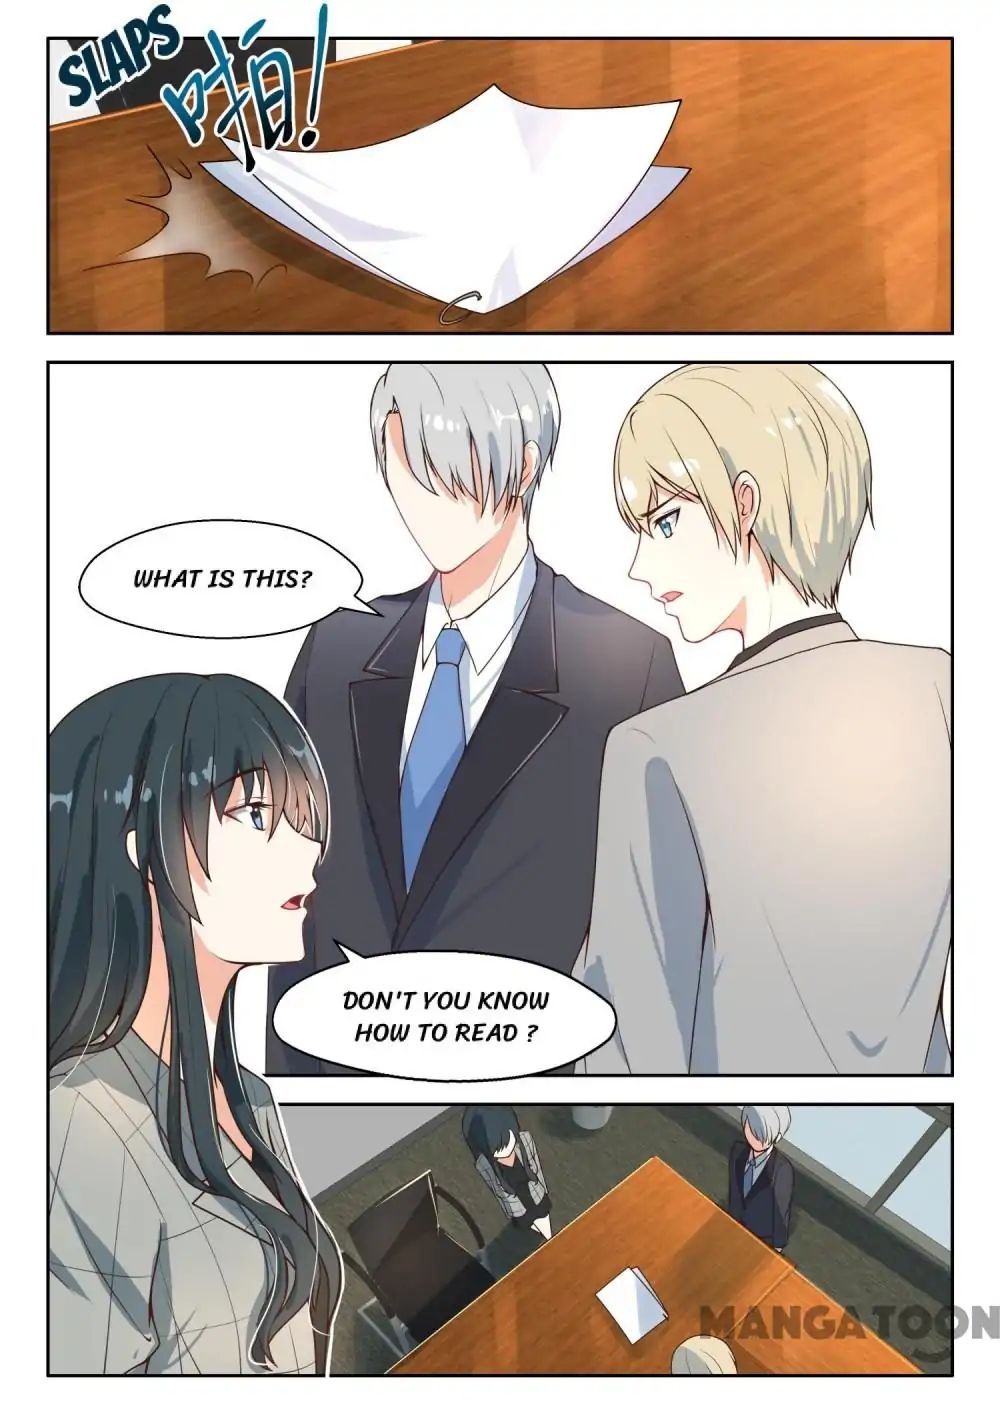 SLAPS
啪!
WHAT IS THIS?
DON'T YOU KNOW
HOW TO READ ?
MANGATOON